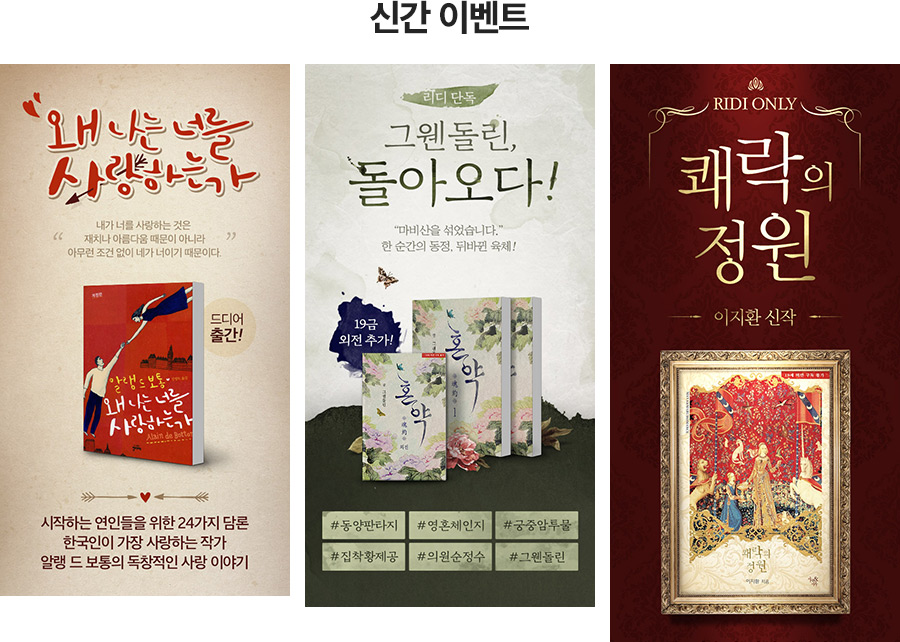 신간 이벤트
왜 나는 너를
사랑하는가
내가 너를 사랑하는 것은
“ 재치나 아름다움 때문이 아니라 ”
아무런 조건 없이 네가 너이기 때문이다.
드디어
출간!
알랭 드 보통
왜 나는 너를
사랑하는가
Alain de Botton
시작하는 연인들을 위한 24가지 담론
한국인이 가장 사랑하는 작가
알랭 드 보통의 독창적인 사랑 이야기
리디 단독
그웬돌린,
돌아오다!
“마비산을 섞었습니다.”
한 순간의 동정, 뒤바뀐 육체!
19금
외전 추가!
혼약
1
혼약
외전
#동양판타지 #영혼체인지 #궁중암투물
#집착황제공 #의원순정수 #그웬돌린
RIDI ONLY
쾌락의
정원
이지환 신작
쾌락의
정원
이지환 지음